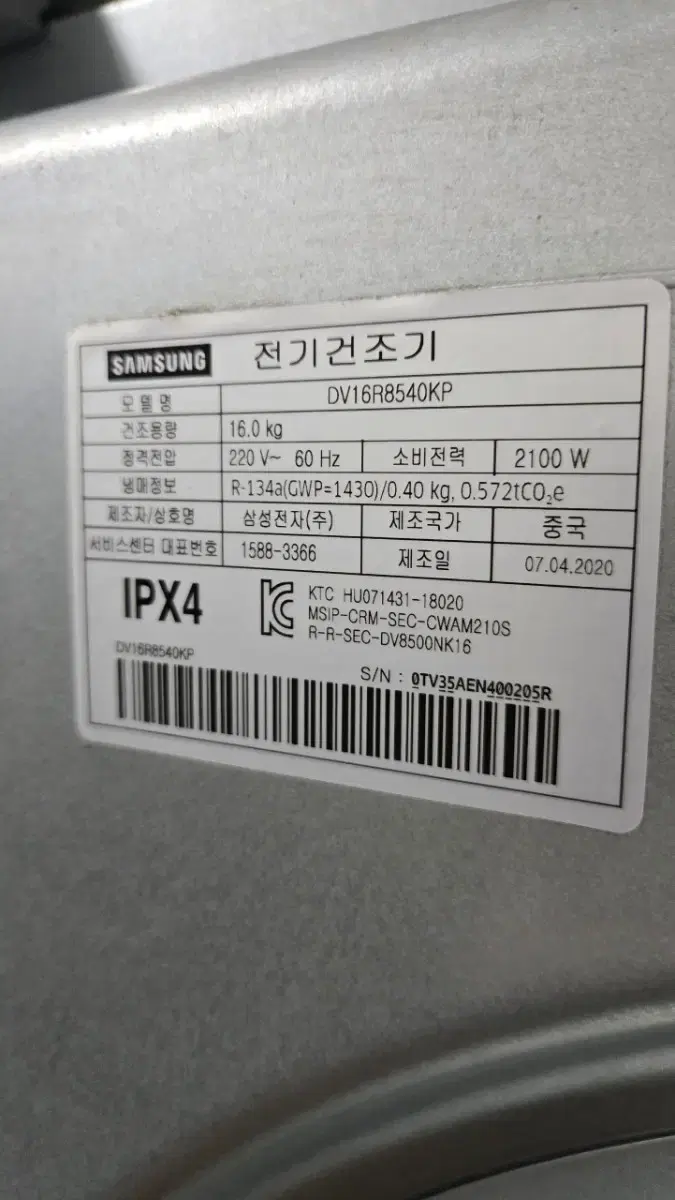 SAMSUNG 전기건조기
모델명 DV16R8540KP
건조용량 16.0 kg
정격전압 220 V~ 60 Hz 소비전력 2100 W
냉매정보 R-134a(GWP=1430)/0.40 kg, 0.572tCO₂e
제조자/상호명 삼성전자(주) 제조국가 중국
서비스센터 대표번호 1588-3366 제조일 07.04.2020
IPX4
KTC HU071431-18020
MSIP-CRM-SEC-CWAM210S
R-R-SEC-DV8500NK16
DV16R8540KP
S/N : 0TV35AEN400205R